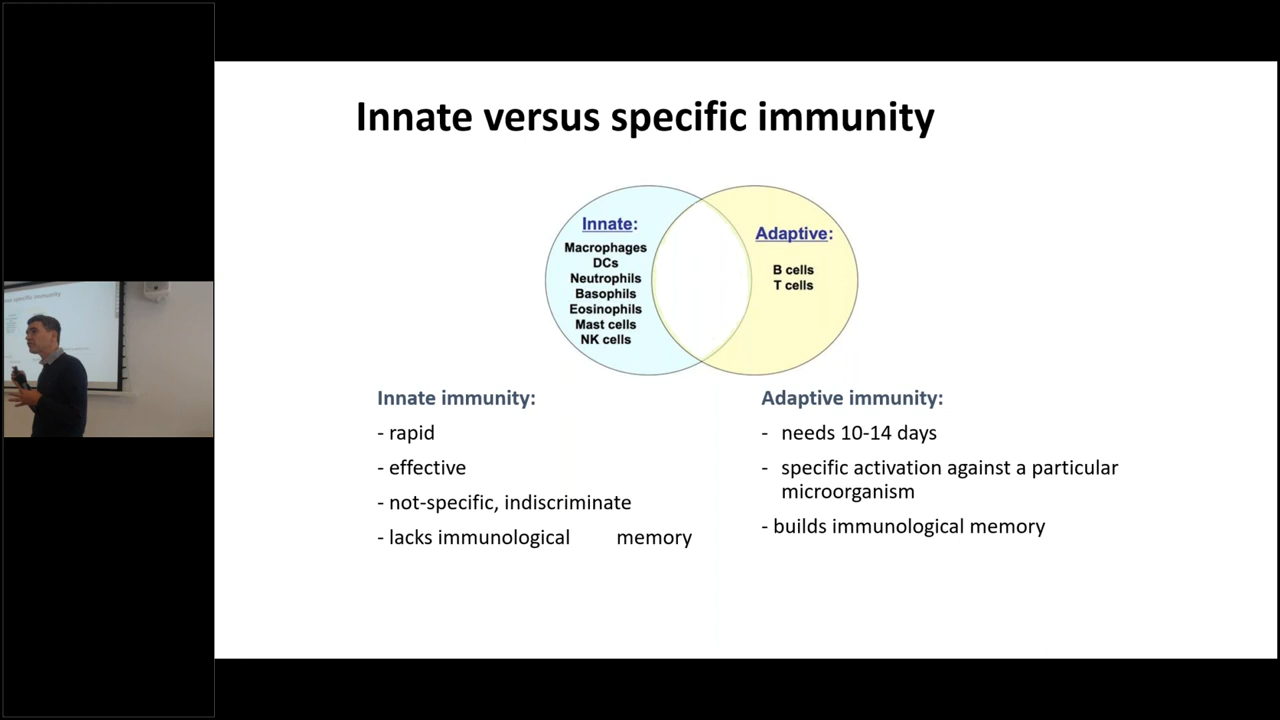 Innate versus specific immunity
Innate:
Macrophages
DCs
Neutrophils
Basophils
Eosinophils
Mast cells
NK cells
Adaptive:
B cells
T cells
Innate immunity:
- rapid
- effective
- not-specific, indiscriminate
- lacks immunological memory
Adaptive immunity:
- needs 10-14 days
- specific activation against a particular
microorganism
- builds immunological memory